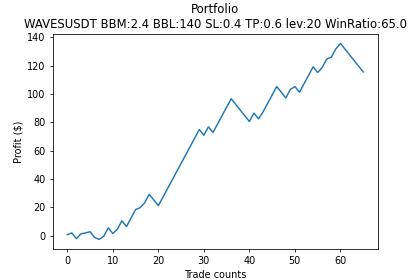 Portfolio
WAVESUSDT BBM:2.4 BBL:140 SL:0.4 TP:0.6 lev:20 WinRatio:65.0
140
120
100
80
60
40
20
0
Profit ($)
0 10 20 30 40 50 60
Trade counts